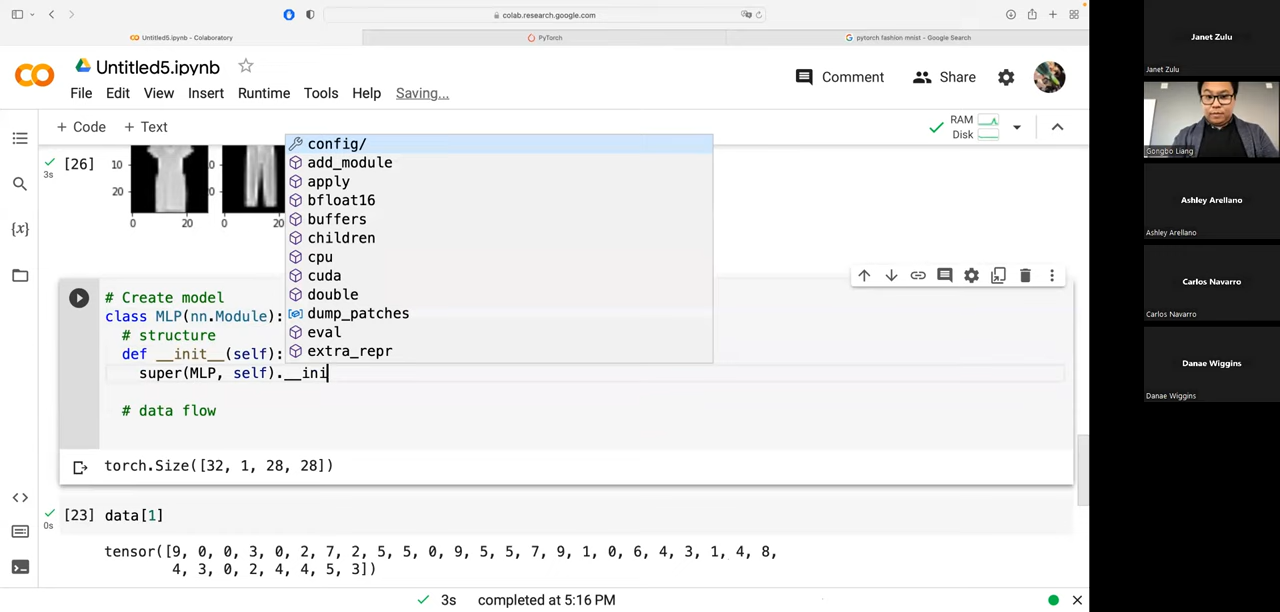 colab.research.google.com
Untitled5.ipynb - Colaboratory
PyTorch
pytorch fashion mnist - Google Search
Untitled5.ipynb
Comment
Share
File Edit View Insert Runtime Tools Help Saving...
+ Code + Text
RAM
Disk
[26]
3s
10
20
0 20 0 20
config/
add_module
apply
bfloat16
buffers
children
cpu
cuda
double
dump_patches
eval
extra_repr
# Create model
class MLP(nn.Module):
# structure
def __init__(self):
super(MLP, self).__ini
# data flow
torch.Size([32, 1, 28, 28])
[23] data[1]
0s
tensor([9, 0, 0, 3, 0, 2, 7, 2, 5, 5, 0, 9, 5, 5, 7, 9, 1, 0, 6, 4, 3, 1, 4, 8,
4, 3, 0, 2, 4, 4, 5, 3])
3s completed at 5:16 PM
Janet Zulu
Janet Zulu
Gongbo Liang
Ashley Arellano
Ashley Arellano
Carlos Navarro
Carlos Navarro
Danae Wiggins
Danae Wiggins